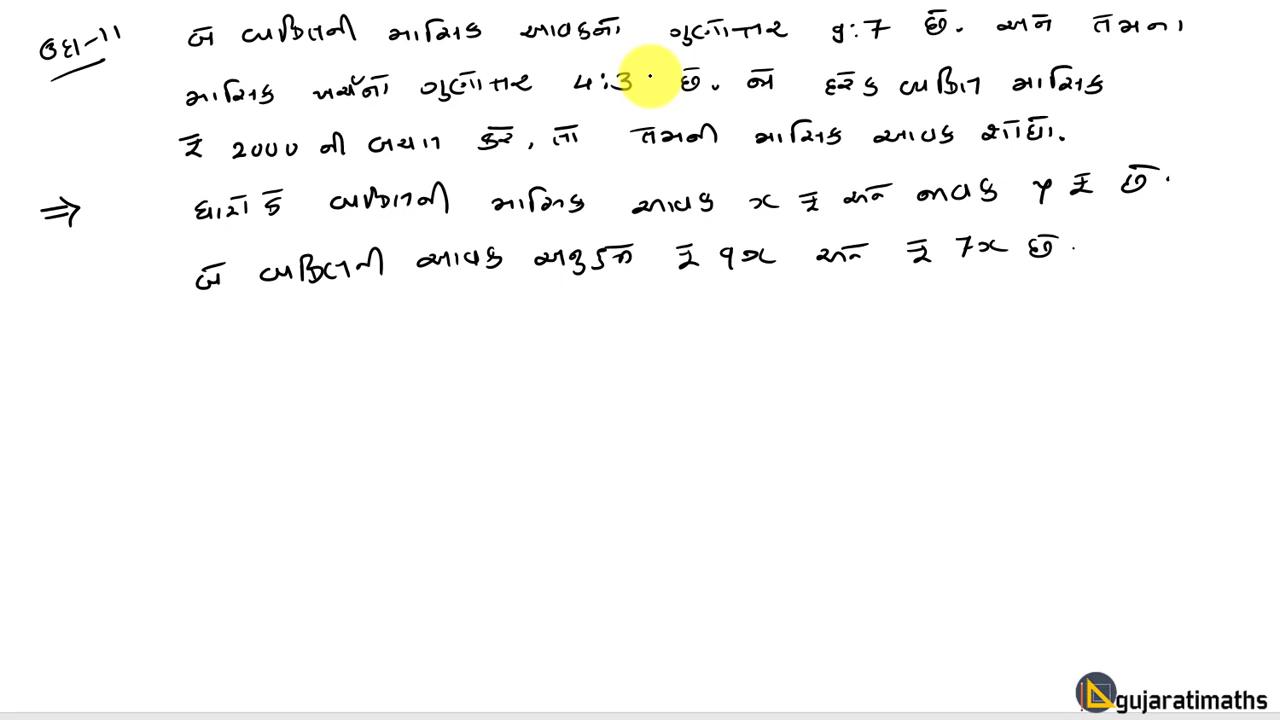 ઉદા-11 બે વ્યક્તિની માસિક આવકનો ગુણોત્તર 9:7 છે. અને તેમના
માસિક ખર્ચનો ગુણોત્તર 4:3 છે. જો દરેક વ્યક્તિ માસિક
₹ 2000 ની બચત કરે, તો તેમની માસિક આવક શોધો.
⇒ ધારો કે વ્યક્તિની માસિક આવક x ₹ અને જાવક y ₹ છે.
બે વ્યક્તિની આવક અનુક્રમે ₹ 9x અને ₹ 7x છે.
gujaratimaths